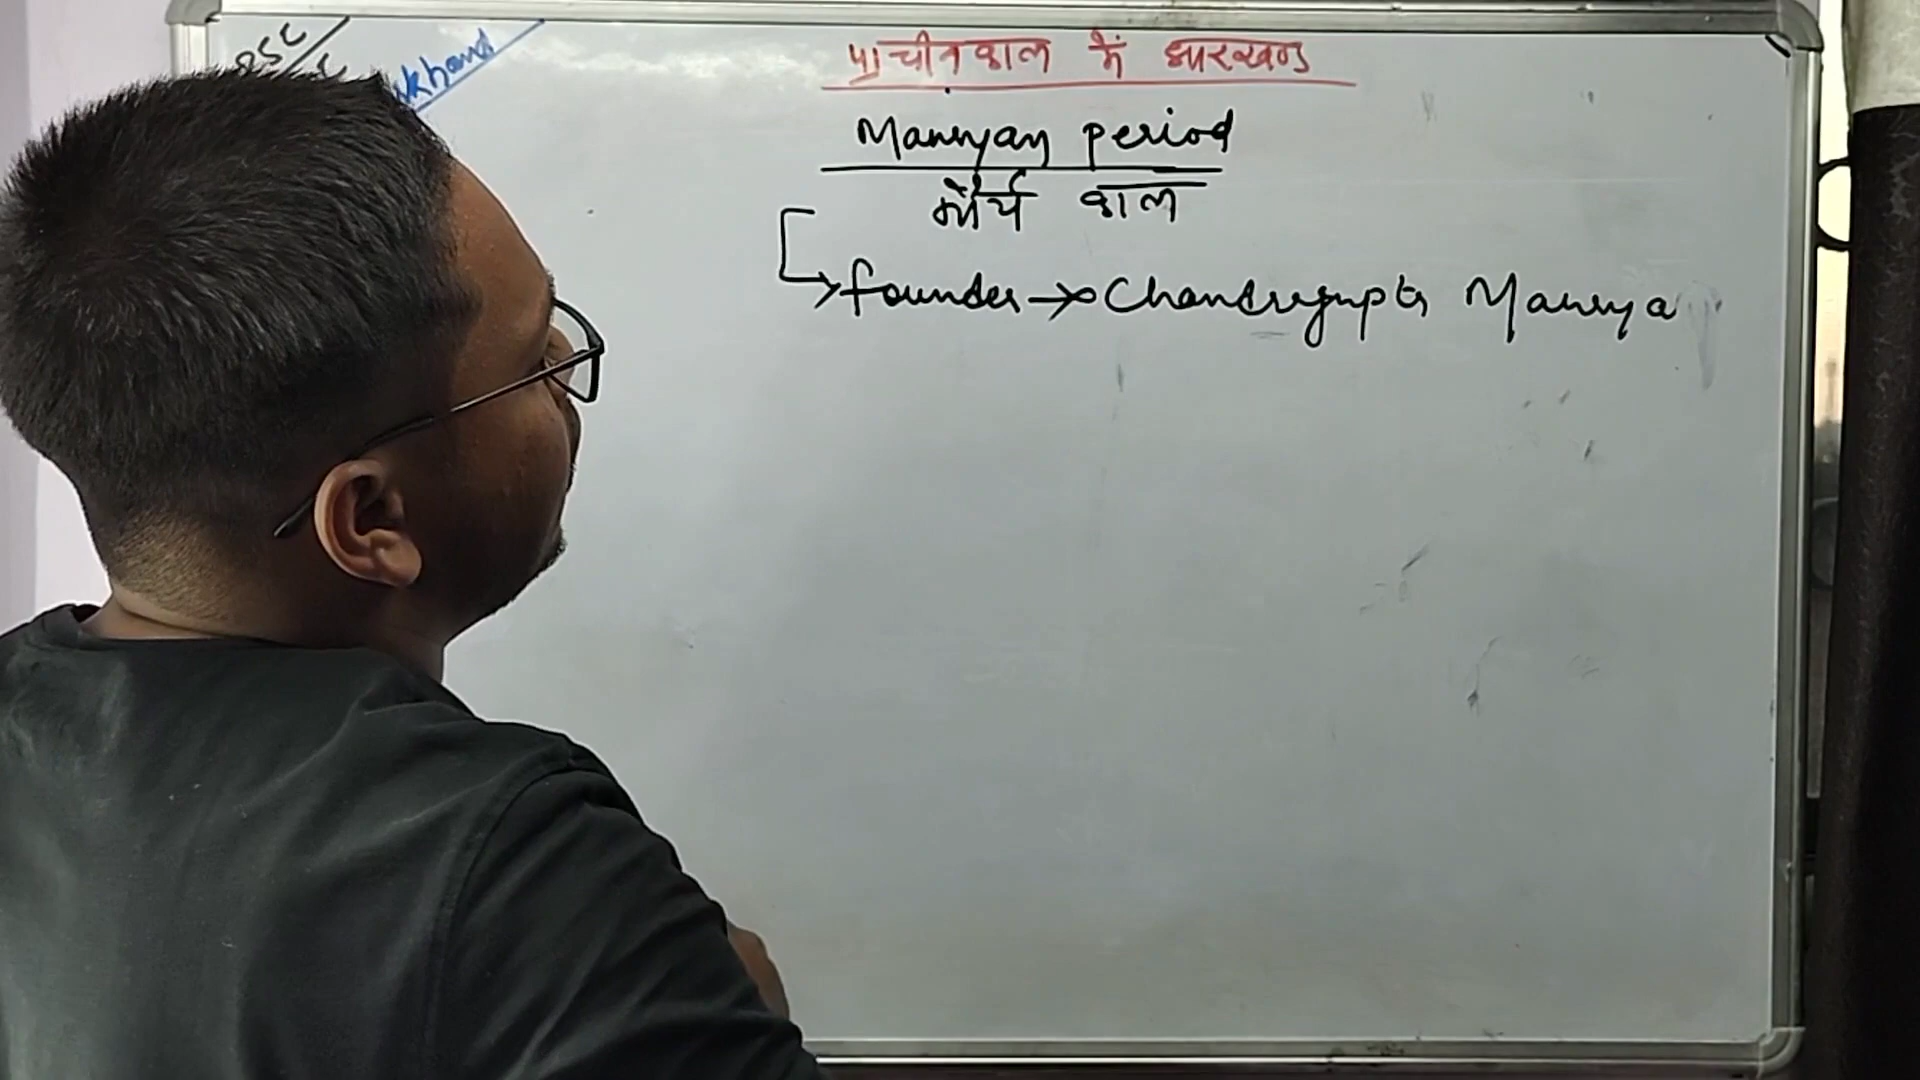 प्राचीनकाल में झारखण्ड
Mauryan period
मौर्य काल
founder → Chandragupta Maurya